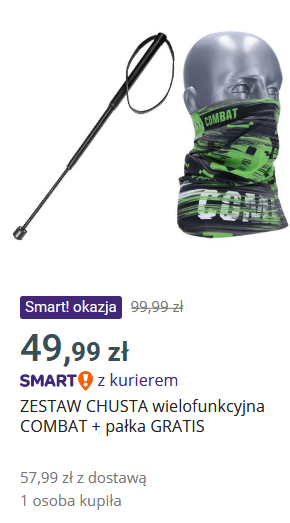 COMBAT
COM
Smart! okazja 99,99 zł
49,99 zł
SMART! z kurierem
ZESTAW CHUSTA wielofunkcyjna
COMBAT + pałka GRATIS
57,99 zł z dostawą
1 osoba kupiła